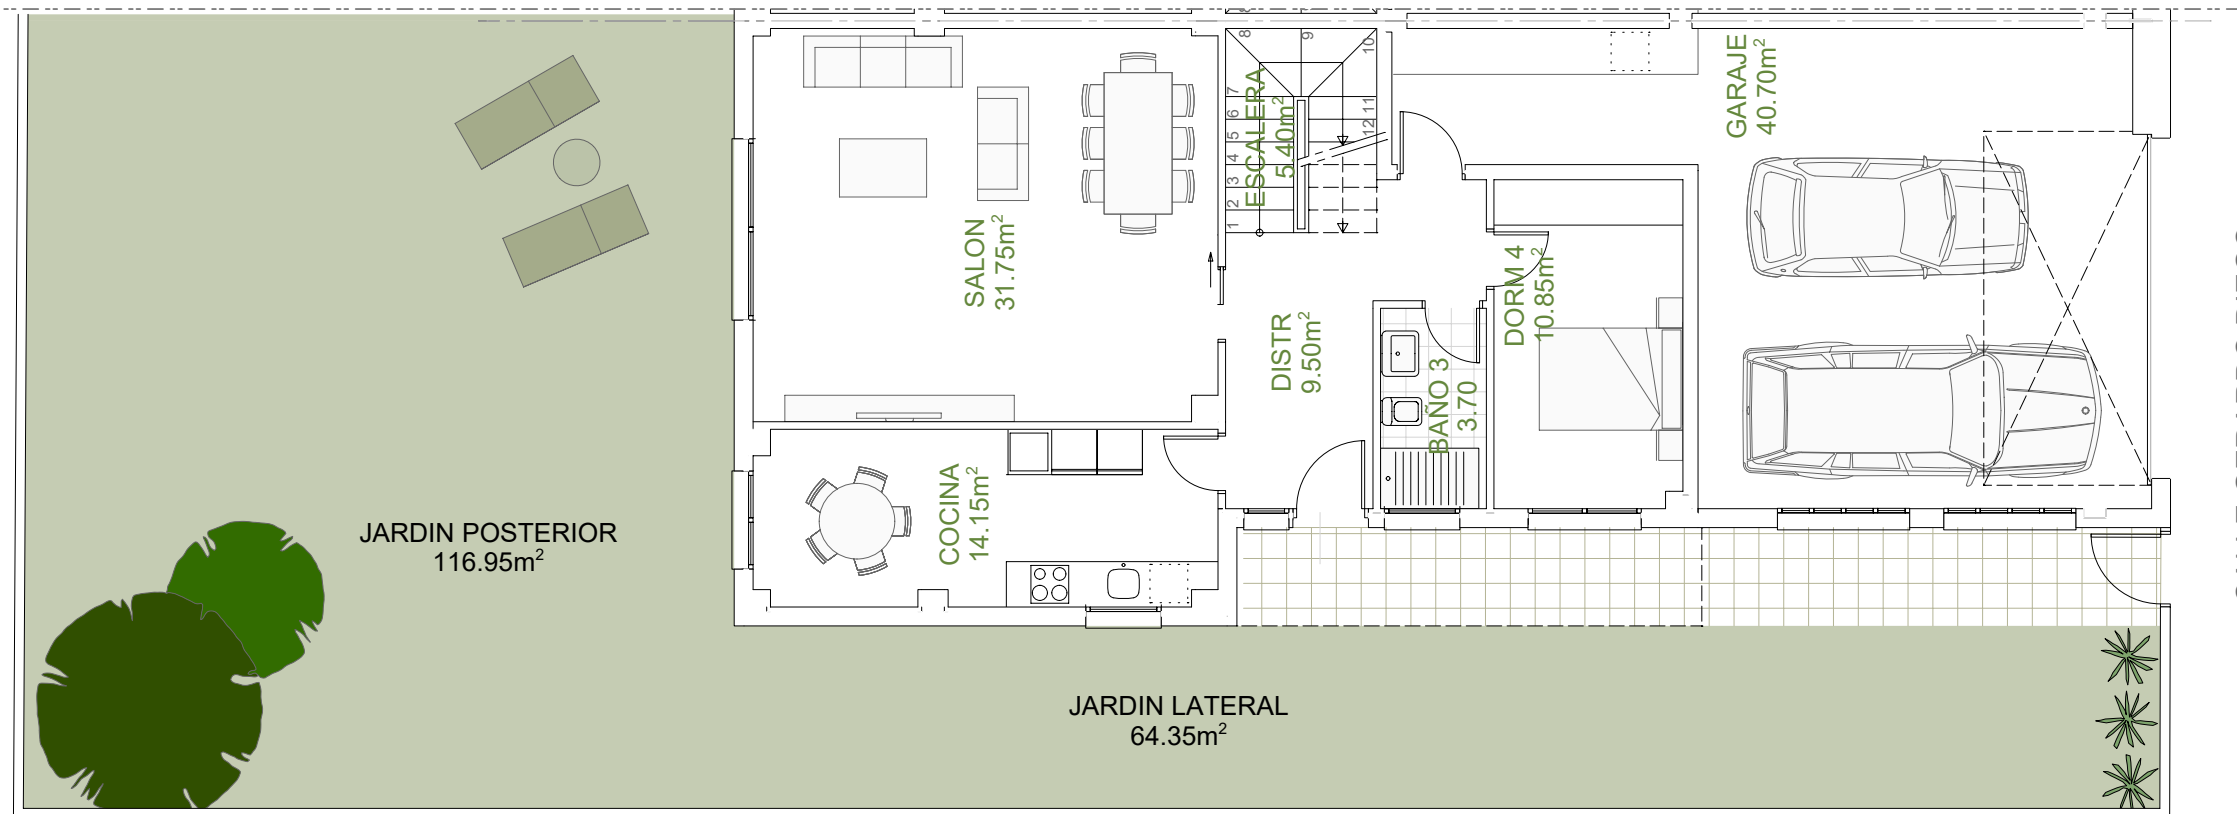 SALON
31.75m²
ESCALERA
5.40m²
8
9
10
7
6
5
4
3
2
1
11
12
GARAJE
40.70m²
DISTR
9.50m²
DORM 4
10.85m²
BAÑO 3
3.70
COCINA
14.15m²
JARDIN POSTERIOR
116.95m²
JARDIN LATERAL
64.35m²